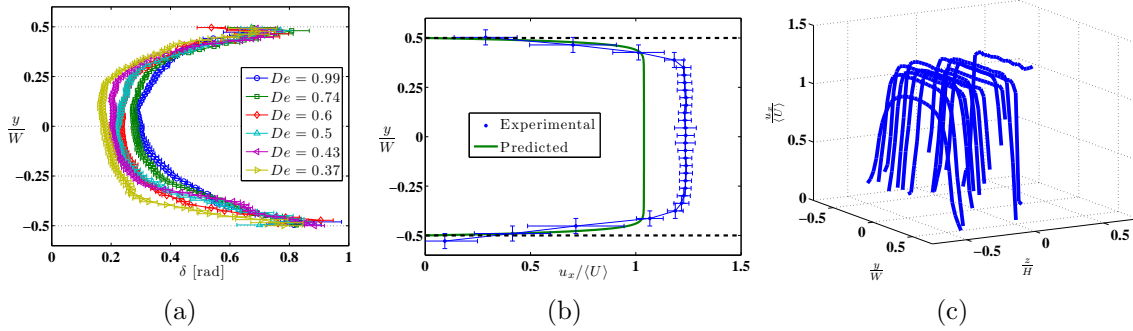 0.5
0.25
0
−0.25
−0.5
y/W
0 0.2 0.4 0.6 0.8 1
δ [rad]
De = 0.99
De = 0.74
De = 0.6
De = 0.5
De = 0.43
De = 0.37
(a)
0.5
0.25
0
−0.25
−0.5
y/W
0 0.5 1 1.5
u_x/⟨U⟩
Experimental
Predicted
(b)
1.5
1
0.5
0
u_x/⟨U⟩
−0.5 0 0.5
y/W
−0.5 0 0.5
z/H
(c)